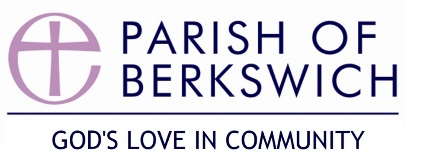 PARISH OF
BERKSWICH
GOD'S LOVE IN COMMUNITY